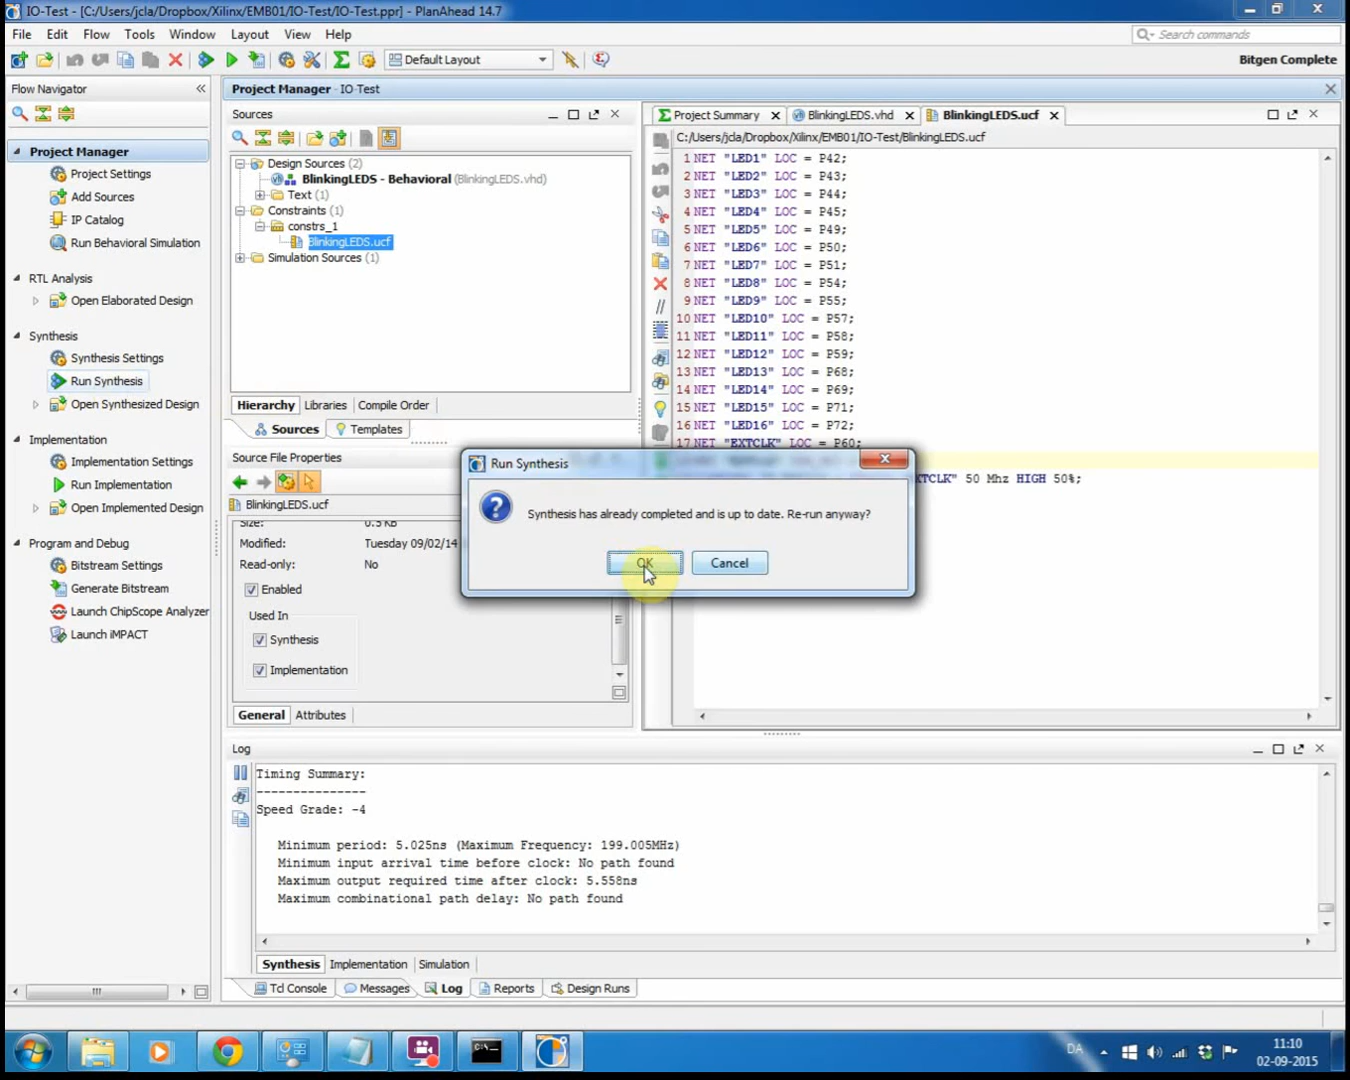 IO-Test - [C:/Users/jcla/Dropbox/Xilinx/EMB01/IO-Test/IO-Test.ppr] - PlanAhead 14.7
File Edit Flow Tools Window Layout View Help
Search commands
Default Layout
Bitgen Complete
Flow Navigator
Project Manager
Project Settings
Add Sources
IP Catalog
Run Behavioral Simulation
RTL Analysis
Open Elaborated Design
Synthesis
Synthesis Settings
Run Synthesis
Open Synthesized Design
Implementation
Implementation Settings
Run Implementation
Open Implemented Design
Program and Debug
Bitstream Settings
Generate Bitstream
Launch ChipScope Analyzer
Launch iMPACT
Project Manager - IO-Test
Sources
Design Sources (2)
BlinkingLEDS - Behavioral (BlinkingLEDS.vhd)
Text (1)
Constraints (1)
constrs_1
BlinkingLEDS.ucf
Simulation Sources (1)
Hierarchy Libraries Compile Order
Sources Templates
Source File Properties
BlinkingLEDS.ucf
Size: 0.5 KB
Modified: Tuesday 09/02/14
Read-only: No
Enabled
Used In
Synthesis
Implementation
General Attributes
Project Summary BlinkingLEDS.vhd BlinkingLEDS.ucf
C:/Users/jcla/Dropbox/Xilinx/EMB01/IO-Test/BlinkingLEDS.ucf
1 NET "LED1" LOC = P42;
2 NET "LED2" LOC = P43;
3 NET "LED3" LOC = P44;
4 NET "LED4" LOC = P45;
5 NET "LED5" LOC = P49;
6 NET "LED6" LOC = P50;
7 NET "LED7" LOC = P51;
8 NET "LED8" LOC = P54;
9 NET "LED9" LOC = P55;
10 NET "LED10" LOC = P57;
11 NET "LED11" LOC = P58;
12 NET "LED12" LOC = P59;
13 NET "LED13" LOC = P68;
14 NET "LED14" LOC = P69;
15 NET "LED15" LOC = P71;
16 NET "LED16" LOC = P72;
17 NET "EXTCLK" LOC = P60;
XTCLK" 50 Mhz HIGH 50%;
Run Synthesis
Synthesis has already completed and is up to date. Re-run anyway?
OK Cancel
Log
Timing Summary:
---------------
Speed Grade: -4
Minimum period: 5.025ns (Maximum Frequency: 199.005MHz)
Minimum input arrival time before clock: No path found
Maximum output required time after clock: 5.558ns
Maximum combinational path delay: No path found
Synthesis Implementation Simulation
Tcl Console Messages Log Reports Design Runs
DA
11:10
02-09-2015